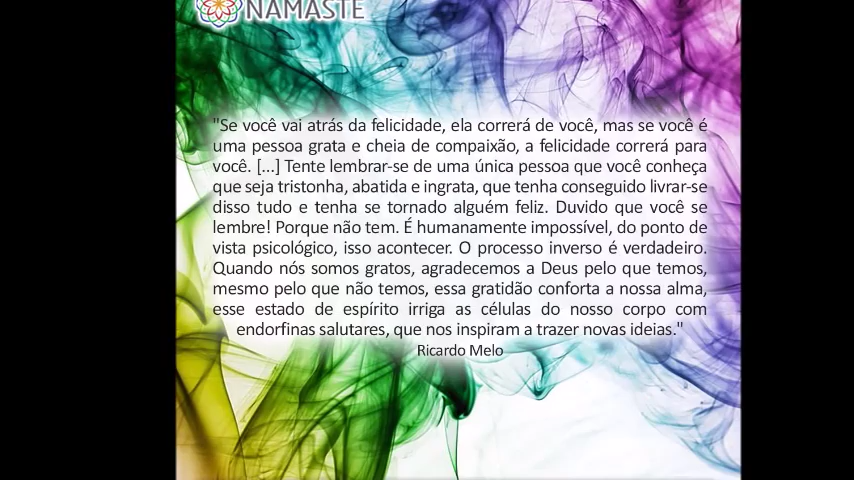 NAMASTE
"Se você vai atrás da felicidade, ela correrá de você, mas se você é
uma pessoa grata e cheia de compaixão, a felicidade correrá para
você. [...] Tente lembrar-se de uma única pessoa que você conheça
que seja tristonha, abatida e ingrata, que tenha conseguido livrar-se
disso tudo e tenha se tornado alguém feliz. Duvido que você se
lembre! Porque não tem. É humanamente impossível, do ponto de
vista psicológico, isso acontecer. O processo inverso é verdadeiro.
Quando nós somos gratos, agradecemos a Deus pelo que temos,
mesmo pelo que não temos, essa gratidão conforta a nossa alma,
esse estado de espírito irriga as células do nosso corpo com
endorfinas salutares, que nos inspiram a trazer novas ideias."
Ricardo Melo